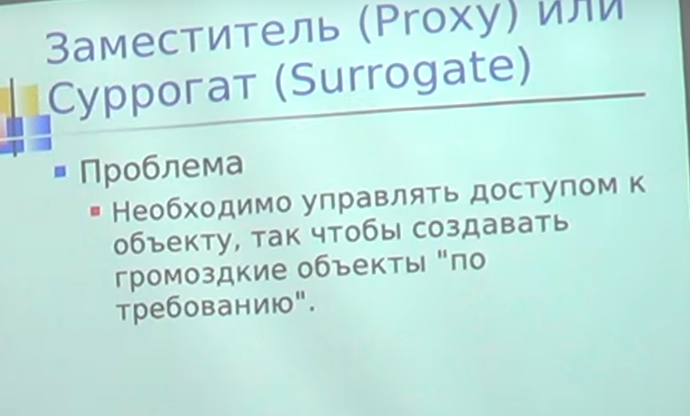 Заместитель (Proxy) или
Суррогат (Surrogate)
Проблема
Необходимо управлять доступом к
объекту, так чтобы создавать
громоздкие объекты "по
требованию".